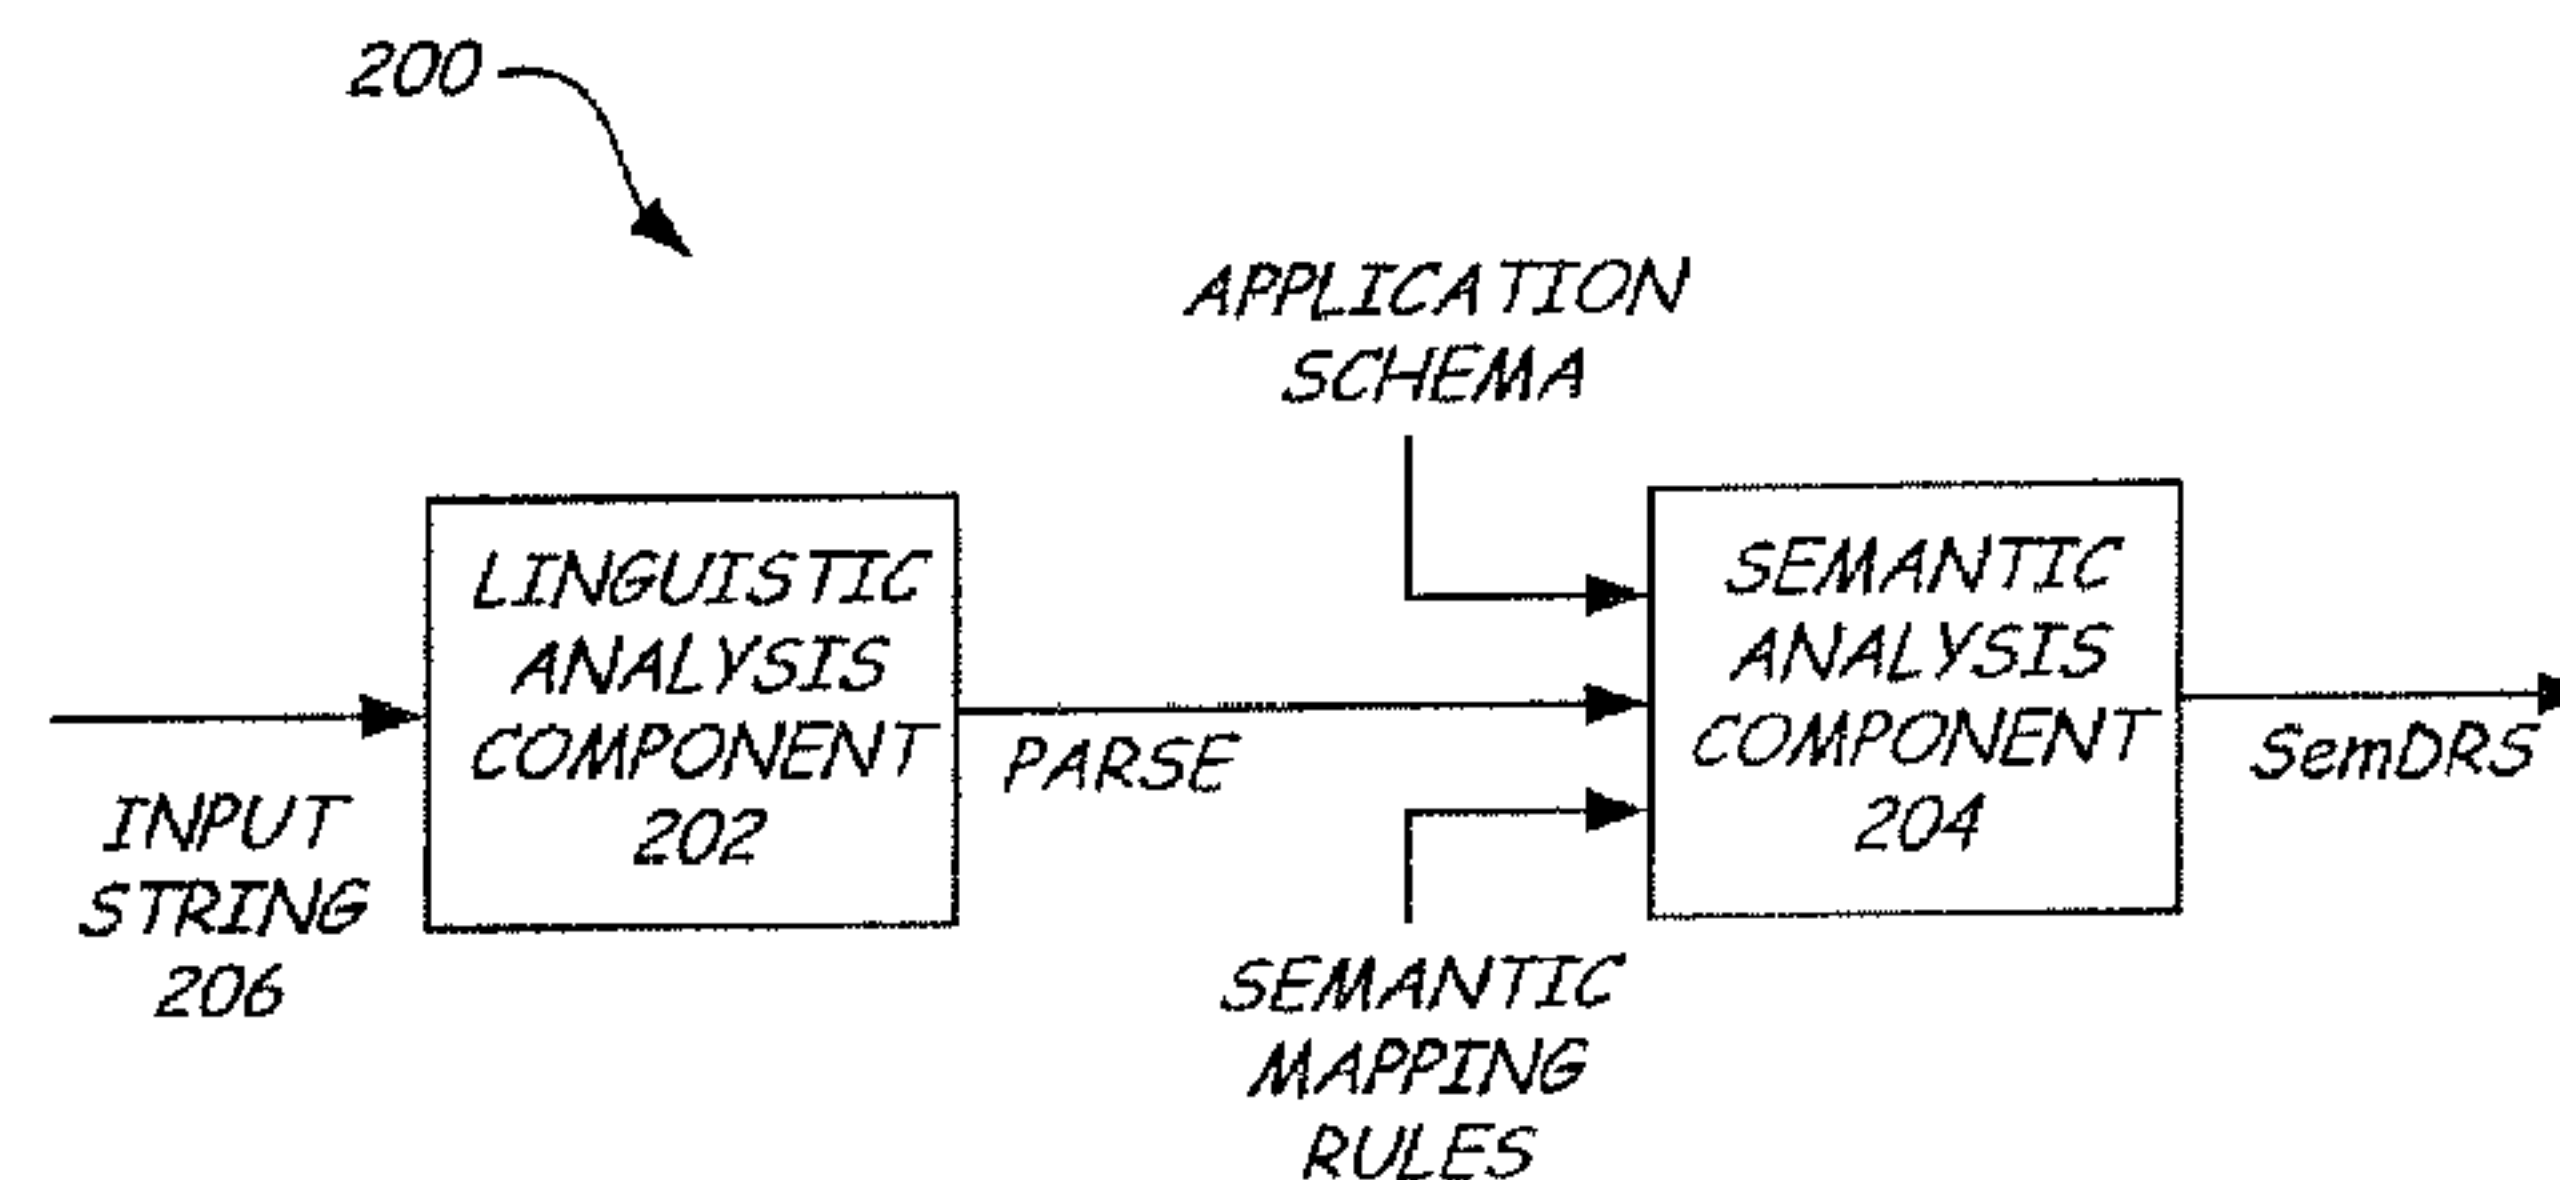 200
APPLICATION
SCHEMA
LINGUISTIC
ANALYSIS
COMPONENT
202
SEMANTIC
ANALYSIS
COMPONENT
204
INPUT
STRING
206
PARSE
SemDRS
SEMANTIC
MAPPING
RULES